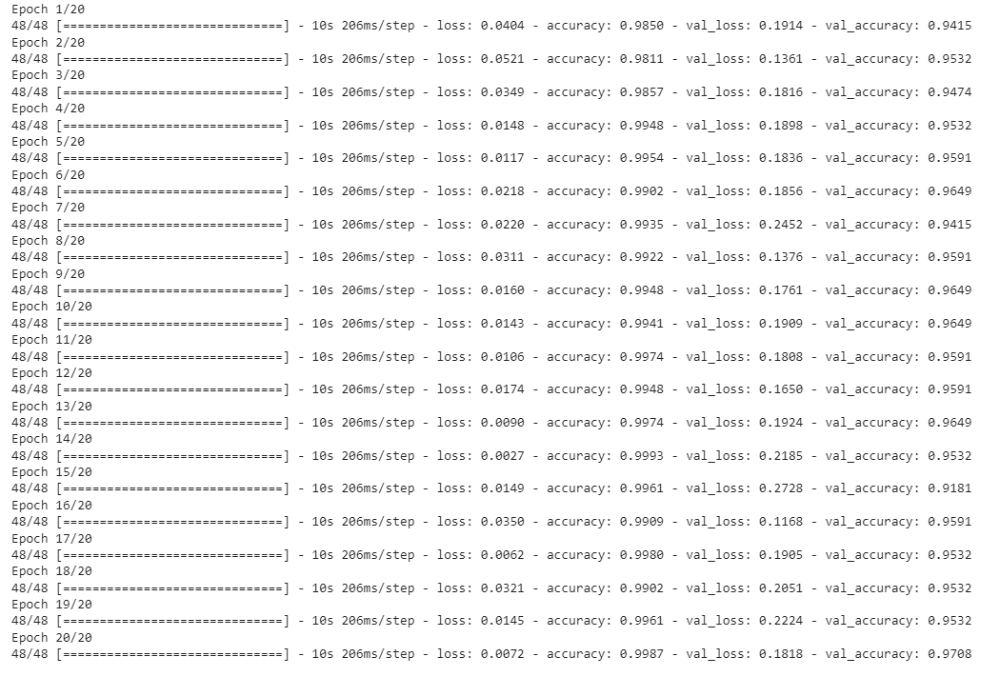 Epoch 1/20
48/48 [==============================] - 10s 206ms/step - loss: 0.0404 - accuracy: 0.9850 - val_loss: 0.1914 - val_accuracy: 0.9415
Epoch 2/20
48/48 [==============================] - 10s 206ms/step - loss: 0.0521 - accuracy: 0.9811 - val_loss: 0.1361 - val_accuracy: 0.9532
Epoch 3/20
48/48 [==============================] - 10s 206ms/step - loss: 0.0349 - accuracy: 0.9857 - val_loss: 0.1816 - val_accuracy: 0.9474
Epoch 4/20
48/48 [==============================] - 10s 206ms/step - loss: 0.0148 - accuracy: 0.9948 - val_loss: 0.1898 - val_accuracy: 0.9532
Epoch 5/20
48/48 [==============================] - 10s 206ms/step - loss: 0.0117 - accuracy: 0.9954 - val_loss: 0.1836 - val_accuracy: 0.9591
Epoch 6/20
48/48 [==============================] - 10s 206ms/step - loss: 0.0218 - accuracy: 0.9902 - val_loss: 0.1856 - val_accuracy: 0.9649
Epoch 7/20
48/48 [==============================] - 10s 206ms/step - loss: 0.0220 - accuracy: 0.9935 - val_loss: 0.2452 - val_accuracy: 0.9415
Epoch 8/20
48/48 [==============================] - 10s 206ms/step - loss: 0.0311 - accuracy: 0.9922 - val_loss: 0.1376 - val_accuracy: 0.9591
Epoch 9/20
48/48 [==============================] - 10s 206ms/step - loss: 0.0160 - accuracy: 0.9948 - val_loss: 0.1761 - val_accuracy: 0.9649
Epoch 10/20
48/48 [==============================] - 10s 206ms/step - loss: 0.0143 - accuracy: 0.9941 - val_loss: 0.1909 - val_accuracy: 0.9649
Epoch 11/20
48/48 [==============================] - 10s 206ms/step - loss: 0.0106 - accuracy: 0.9974 - val_loss: 0.1808 - val_accuracy: 0.9591
Epoch 12/20
48/48 [==============================] - 10s 206ms/step - loss: 0.0174 - accuracy: 0.9948 - val_loss: 0.1650 - val_accuracy: 0.9591
Epoch 13/20
48/48 [==============================] - 10s 206ms/step - loss: 0.0090 - accuracy: 0.9974 - val_loss: 0.1924 - val_accuracy: 0.9649
Epoch 14/20
48/48 [==============================] - 10s 206ms/step - loss: 0.0027 - accuracy: 0.9993 - val_loss: 0.2185 - val_accuracy: 0.9532
Epoch 15/20
48/48 [==============================] - 10s 206ms/step - loss: 0.0149 - accuracy: 0.9961 - val_loss: 0.2728 - val_accuracy: 0.9181
Epoch 16/20
48/48 [==============================] - 10s 206ms/step - loss: 0.0350 - accuracy: 0.9909 - val_loss: 0.1168 - val_accuracy: 0.9591
Epoch 17/20
48/48 [==============================] - 10s 206ms/step - loss: 0.0062 - accuracy: 0.9980 - val_loss: 0.1905 - val_accuracy: 0.9532
Epoch 18/20
48/48 [==============================] - 10s 206ms/step - loss: 0.0321 - accuracy: 0.9902 - val_loss: 0.2051 - val_accuracy: 0.9532
Epoch 19/20
48/48 [==============================] - 10s 206ms/step - loss: 0.0145 - accuracy: 0.9961 - val_loss: 0.2224 - val_accuracy: 0.9532
Epoch 20/20
48/48 [==============================] - 10s 206ms/step - loss: 0.0072 - accuracy: 0.9987 - val_loss: 0.1818 - val_accuracy: 0.9708